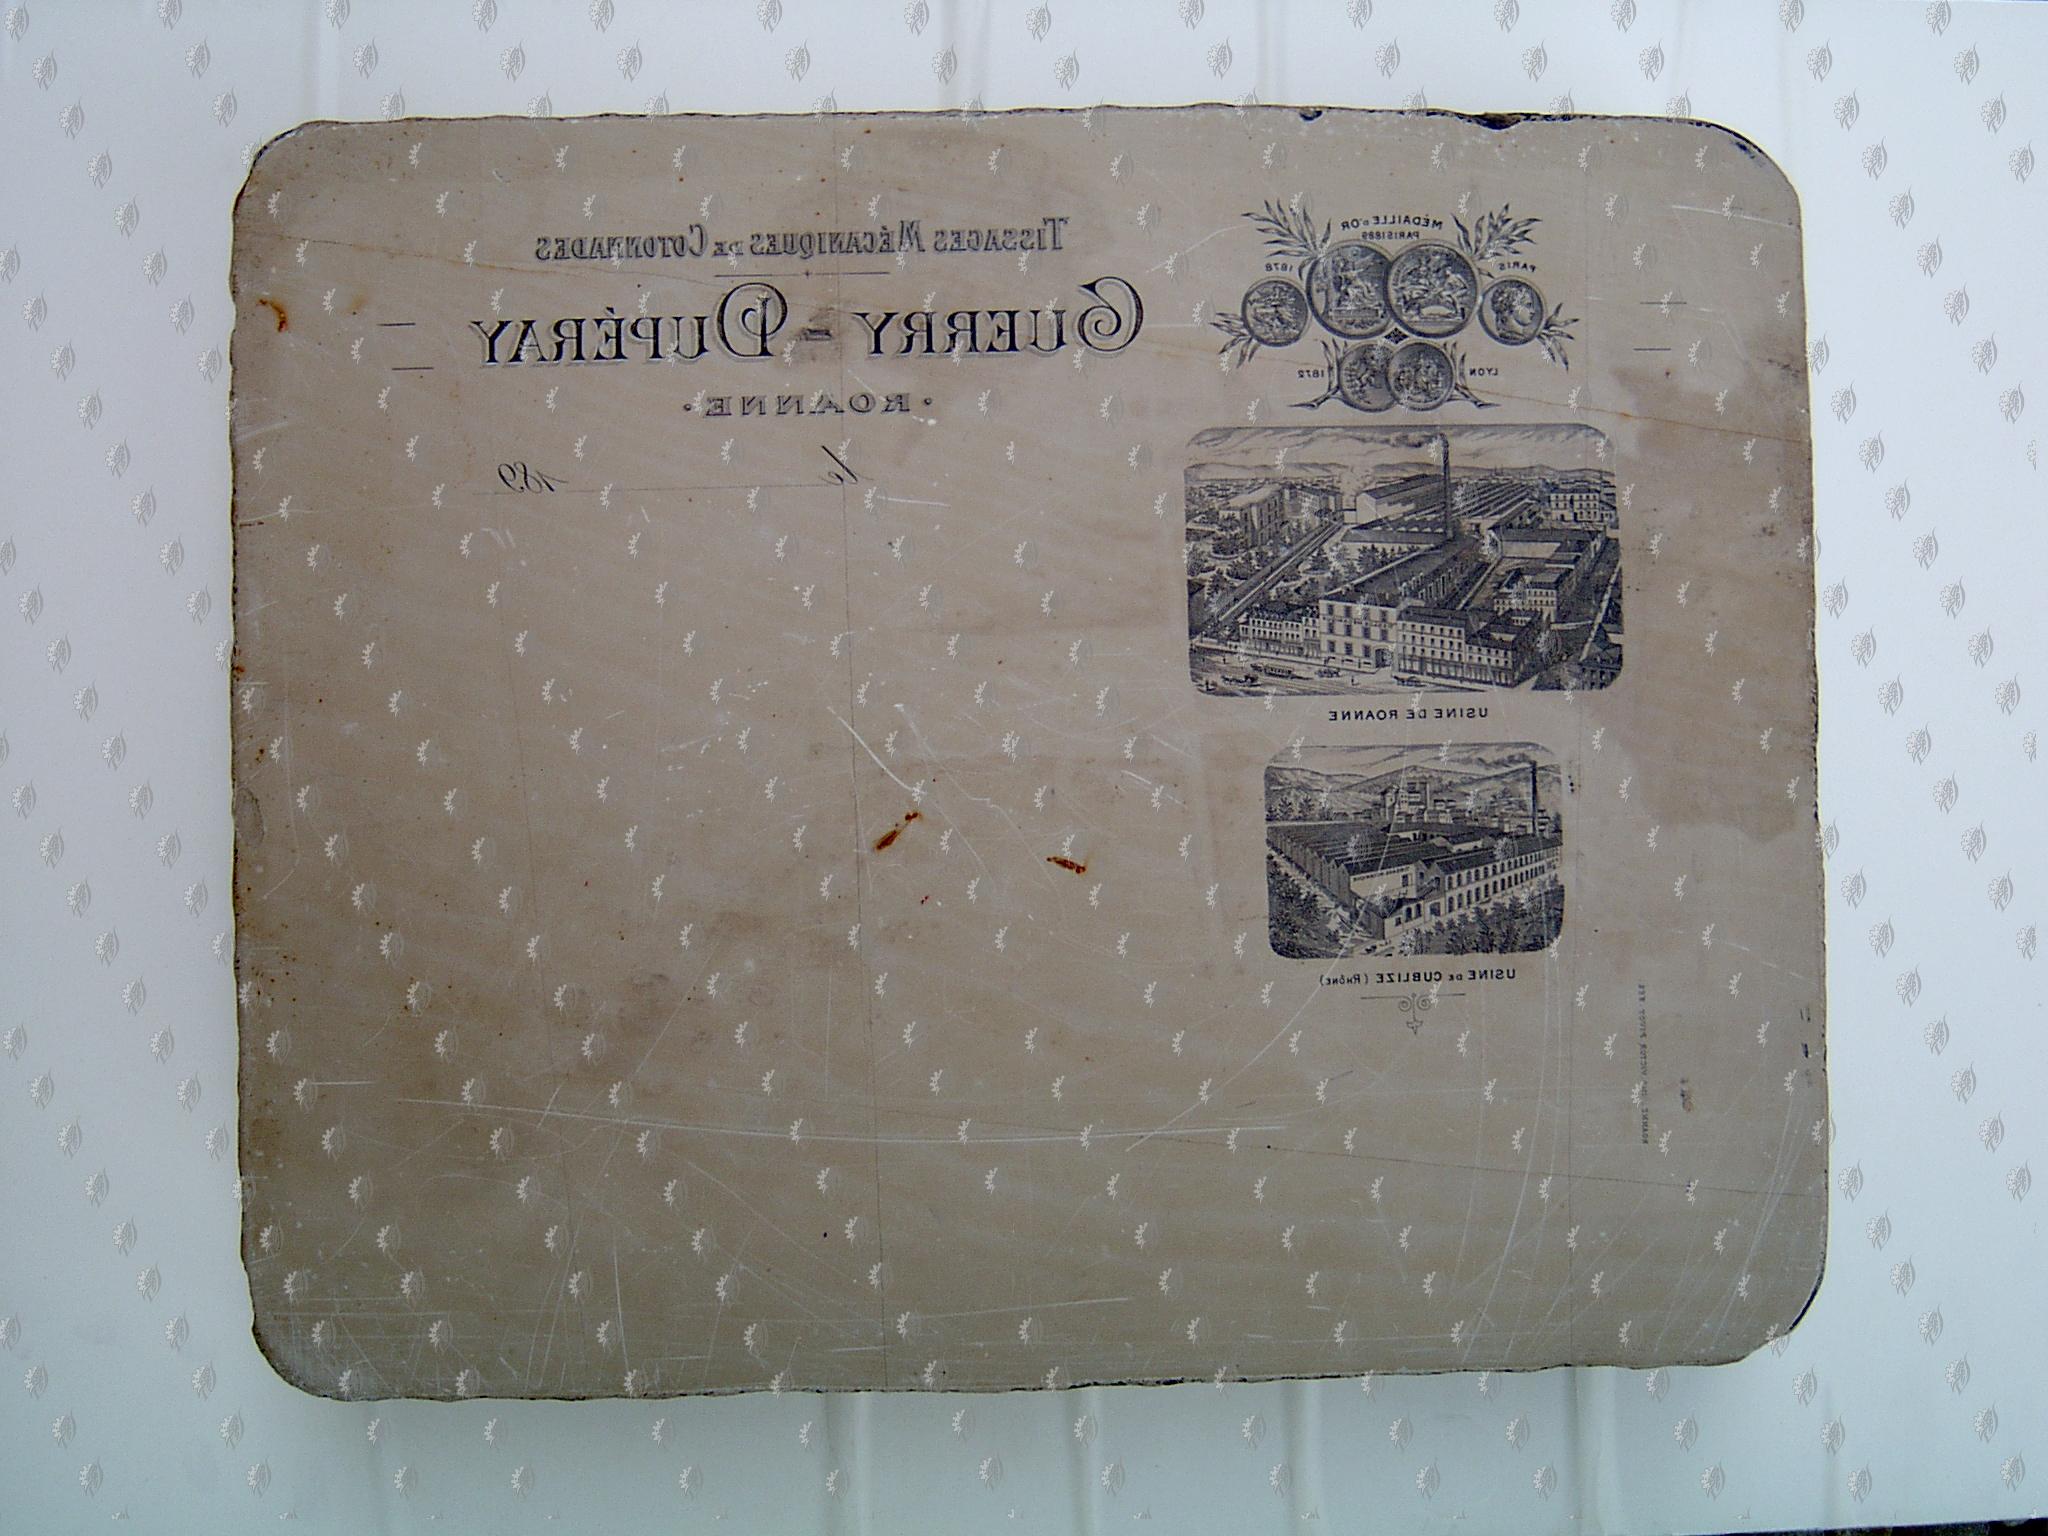 TISSAGES MÉCANIQUES DE COTONNADES
GUERRY - DUPÉRAY
· ROANNE ·
le 189
MÉDAILLE D'OR
PARIS 1889
PARIS 1878
LYON 1872
USINE DE ROANNE
USINE DE CUBLIZE (RHÔNE)
ROANNE